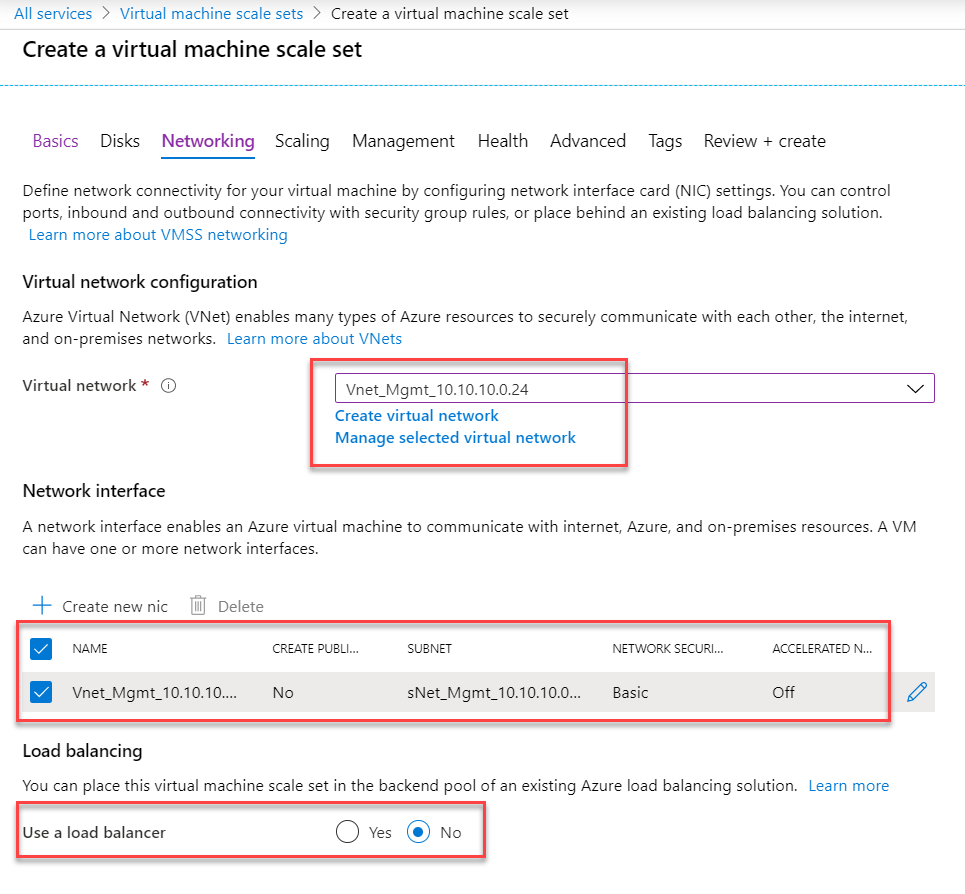 All services > Virtual machine scale sets > Create a virtual machine scale set
Create a virtual machine scale set
Basics Disks Networking Scaling Management Health Advanced Tags Review + create
Define network connectivity for your virtual machine by configuring network interface card (NIC) settings. You can control
ports, inbound and outbound connectivity with security group rules, or place behind an existing load balancing solution.
Learn more about VMSS networking
Virtual network configuration
Azure Virtual Network (VNet) enables many types of Azure resources to securely communicate with each other, the internet,
and on-premises networks. Learn more about VNets
Virtual network *
Vnet_Mgmt_10.10.10.0.24
Create virtual network
Manage selected virtual network
Network interface
A network interface enables an Azure virtual machine to communicate with internet, Azure, and on-premises resources. A VM
can have one or more network interfaces.
Create new nic Delete
NAME CREATE PUBLI... SUBNET NETWORK SECURI... ACCELERATED N...
Vnet_Mgmt_10.10.10.... No sNet_Mgmt_10.10.10.0... Basic Off
Load balancing
You can place this virtual machine scale set in the backend pool of an existing Azure load balancing solution. Learn more
Use a load balancer Yes No